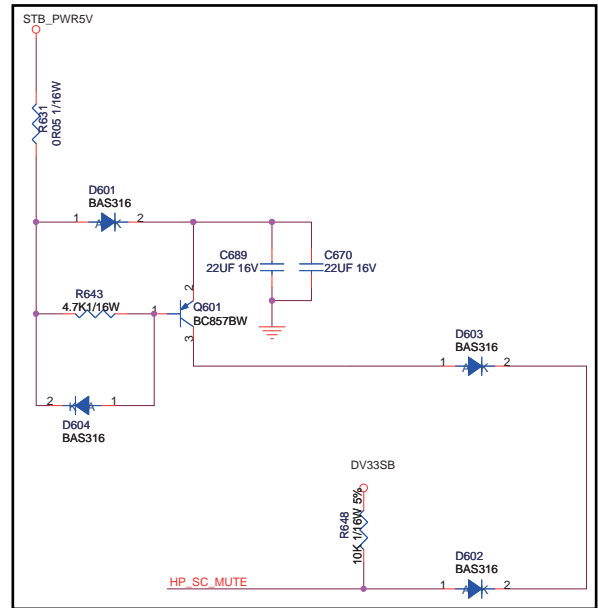 STB_PWR5V
R631
0R05 1/16W
D601
BAS316
1 2
C689
22UF 16V
C670
22UF 16V
R643
4.7K1/16W
1
2
Q601
BC857BW
3
D603
BAS316
1 2
2 1
D604
BAS316
DV33SB
R648
10K 1/16W 5%
D602
BAS316
HP_SC_MUTE
1 2